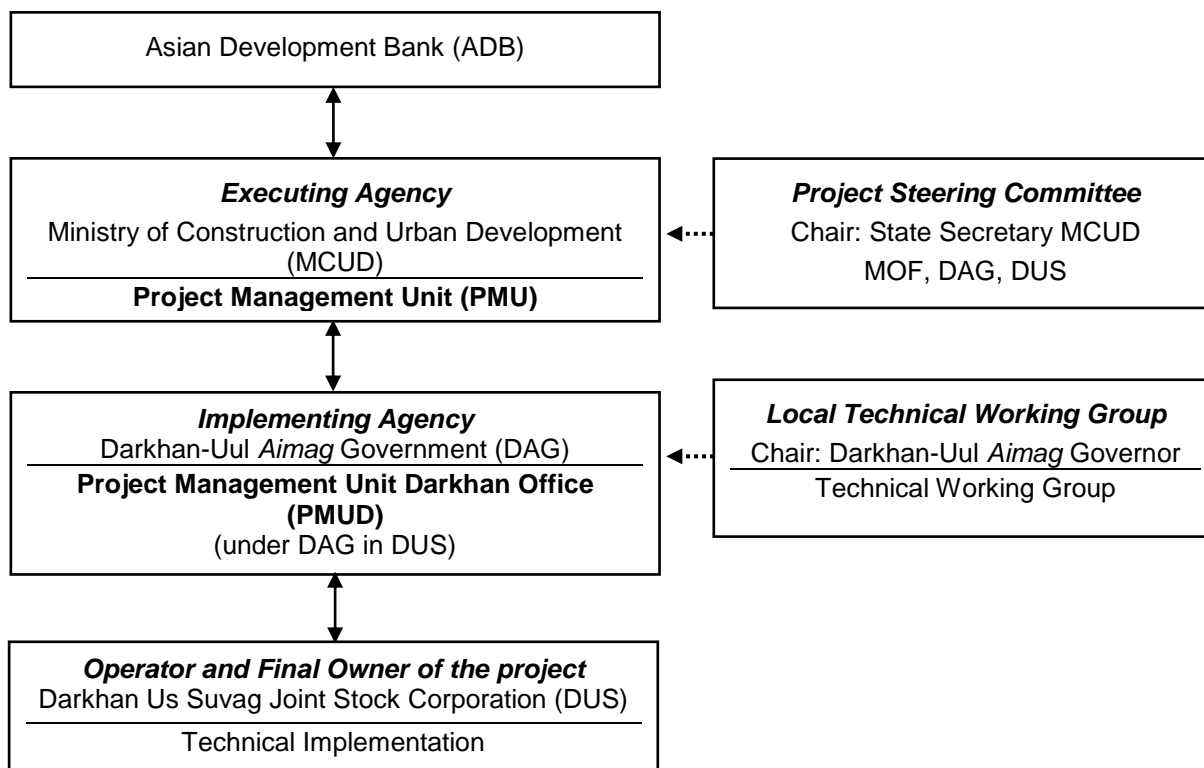 Asian Development Bank (ADB)
Executing Agency
Ministry of Construction and Urban Development
(MCUD)
Project Management Unit (PMU)
Project Steering Committee
Chair: State Secretary MCUD
MOF, DAG, DUS
Implementing Agency
Darkhan-Uul Aimag Government (DAG)
Project Management Unit Darkhan Office
(PMUD)
(under DAG in DUS)
Local Technical Working Group
Chair: Darkhan-Uul Aimag Governor
Technical Working Group
Operator and Final Owner of the project
Darkhan Us Suvag Joint Stock Corporation (DUS)
Technical Implementation